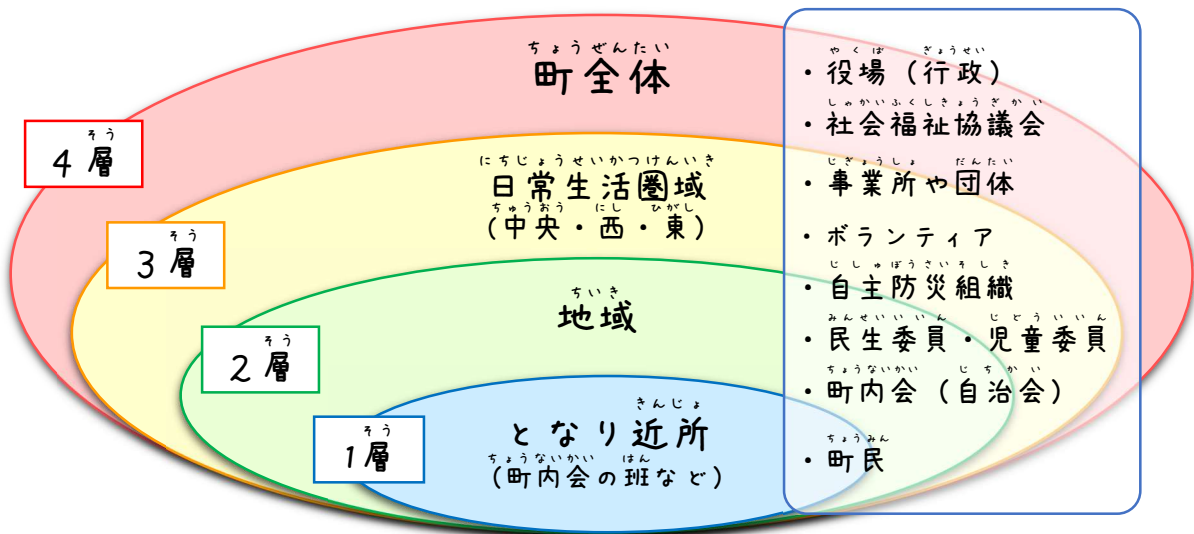 ちょうぜんたい
町全体
そう
4層
にちじょうせいかつけんいき
日常生活圏域
ちゅうおう にし ひがし
(中央・西・東)
そう
3層
ちいき
地域
そう
2層
きんじょ
となり近所
ちょうないかい はん
(町内会の班など)
そう
1層
やくば ぎょうせい
・役場(行政)
しゃかいふくしきょうぎかい
・社会福祉協議会
じぎょうしょ だんたい
・事業所や団体
・ボランティア
じしゅぼうさいそしき
・自主防災組織
みんせいいいん じどういいん
・民生委員・児童委員
ちょうないかい じちかい
・町内会(自治会)
ちょうみん
・町民